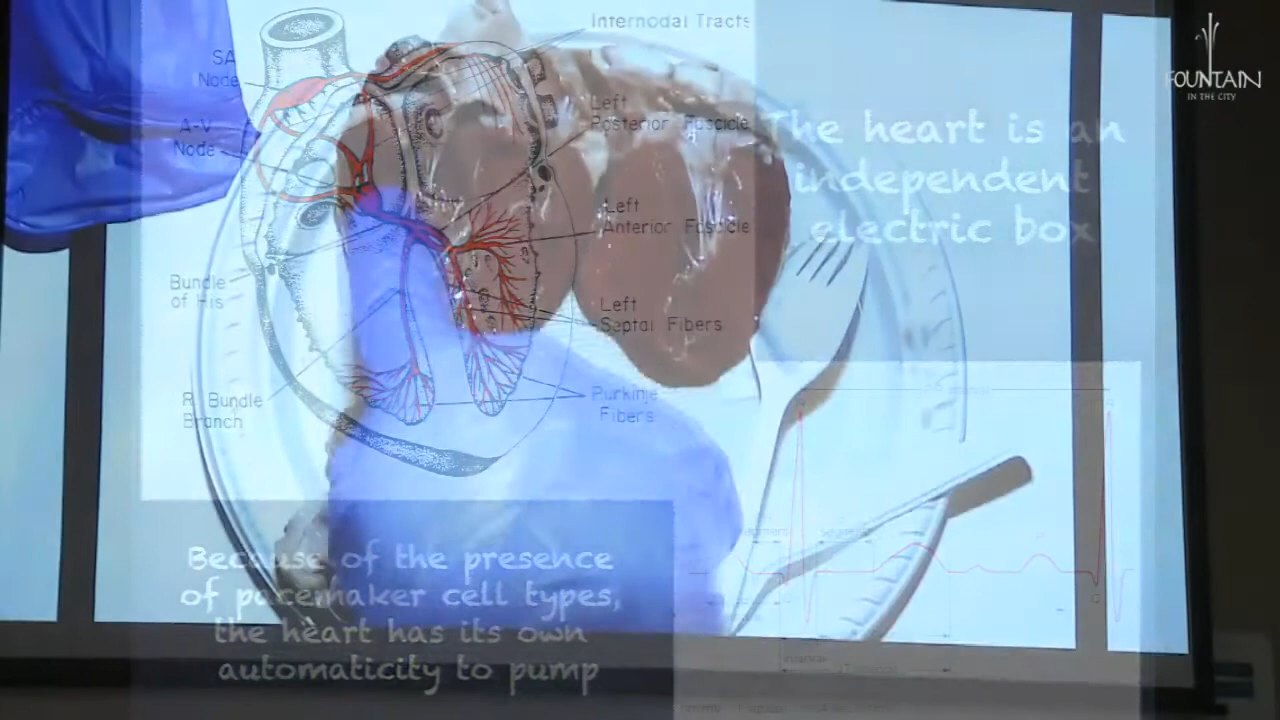 Internodal Tracts
FOUNTAIN
IN THE CITY
SA
Node
Left
Posterior Fascicle
A-V
Node
The heart is an
independent
electric box
Left
Anterior Fascicle
Bundle
of His
Left
Septal Fibers
R Bundle
Branch
Purkinje
Fibers
Because of the presence
of pacemaker cell types,
the heart has its own
automaticity to pump